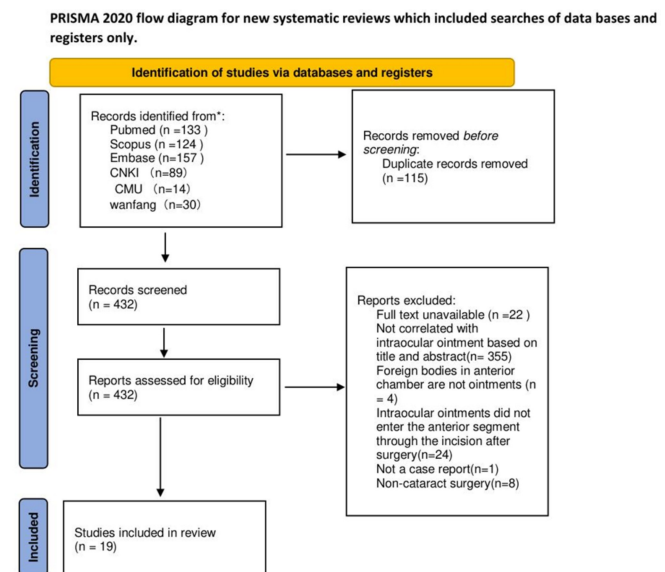 PRISMA 2020 flow diagram for new systematic reviews which included searches of data bases and
registers only.
Identification of studies via databases and registers
Identification
Records identified from*:
Pubmed (n =133 )
Scopus (n =124 )
Embase (n=157 )
CNKI （n=89)
CMU （n=14）
wanfang（n=30)
Records removed before
screening:
Duplicate records removed
(n =115)
Screening
Records screened
(n = 432)
Reports assessed for eligibility
(n = 432)
Reports excluded:
Full text unavailable (n =22 )
Not correlated with
intraocular ointment based on
title and abstract(n= 355)
Foreign bodies in anterior
chamber are not ointments (n
= 4)
Intraocular ointments did not
enter the anterior segment
through the incision after
surgery(n=24)
Not a case report(n=1)
Non-cataract surgery(n=8)
Included
Studies included in review
(n = 19)